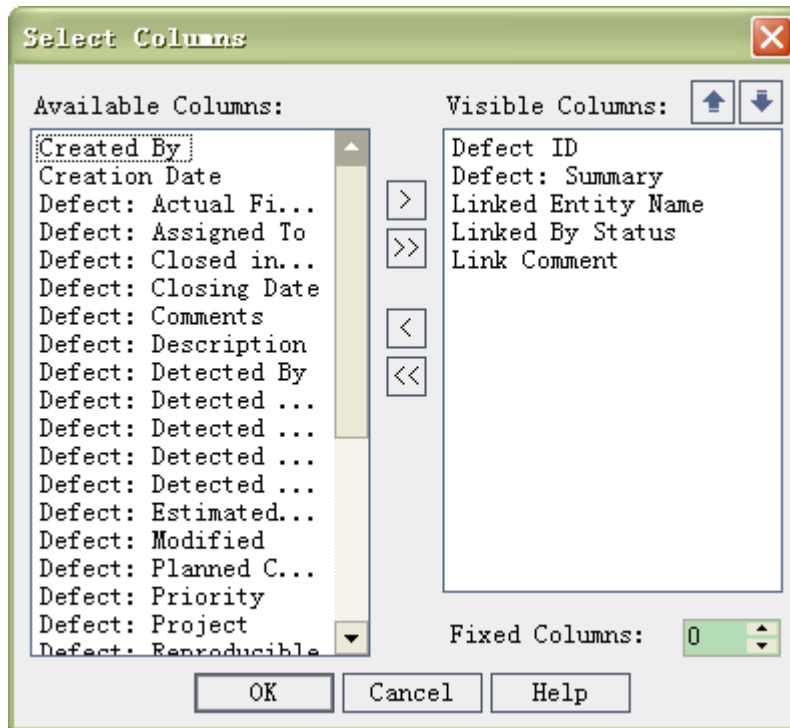 Select Columns
Available Columns:
Visible Columns:
Created By
Creation Date
Defect: Actual Fi...
Defect: Assigned To
Defect: Closed in...
Defect: Closing Date
Defect: Comments
Defect: Description
Defect: Detected By
Defect: Detected ...
Defect: Detected ...
Defect: Detected ...
Defect: Detected ...
Defect: Estimated...
Defect: Modified
Defect: Planned C...
Defect: Priority
Defect: Project
Defect: Reproducible
>
>>
<
<<
Defect ID
Defect: Summary
Linked Entity Name
Linked By Status
Link Comment
Fixed Columns: 0
OK Cancel Help